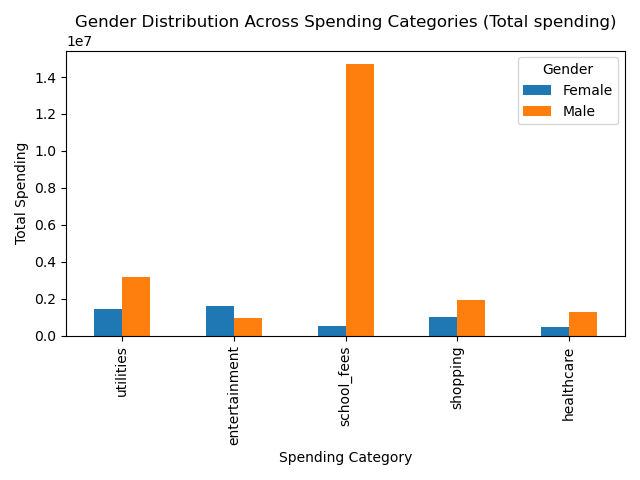 Gender Distribution Across Spending Categories (Total spending)
1e7
Gender
Female
Male
1.4
1.2
1.0
0.8
0.6
0.4
0.2
0.0
Total Spending
utilities
entertainment
school_fees
shopping
healthcare
Spending Category